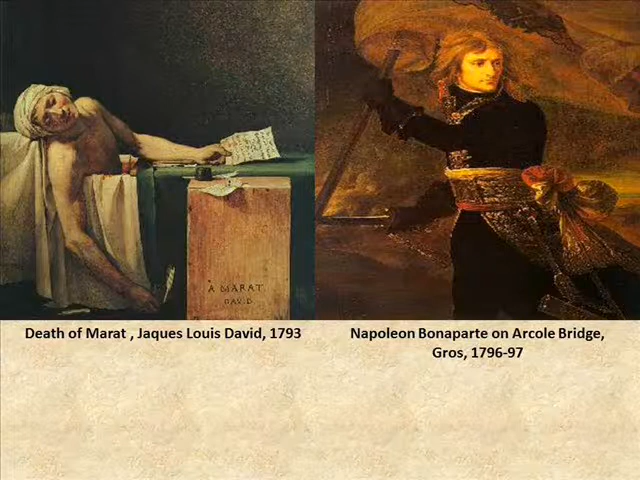 À MARAT,
DAVID.
Death of Marat , Jaques Louis David, 1793
Napoleon Bonaparte on Arcole Bridge,
Gros, 1796-97